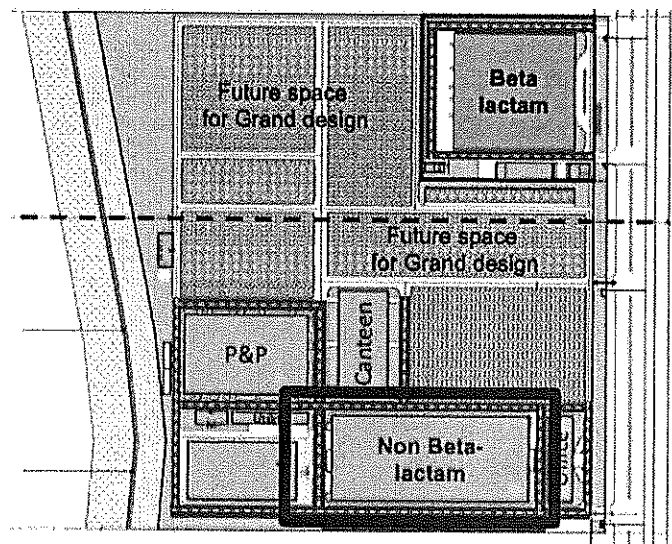 Future space
for Grand design
Beta
lactam
Future space
for Grand design
P&P
Canteen
Non Beta-
lactam